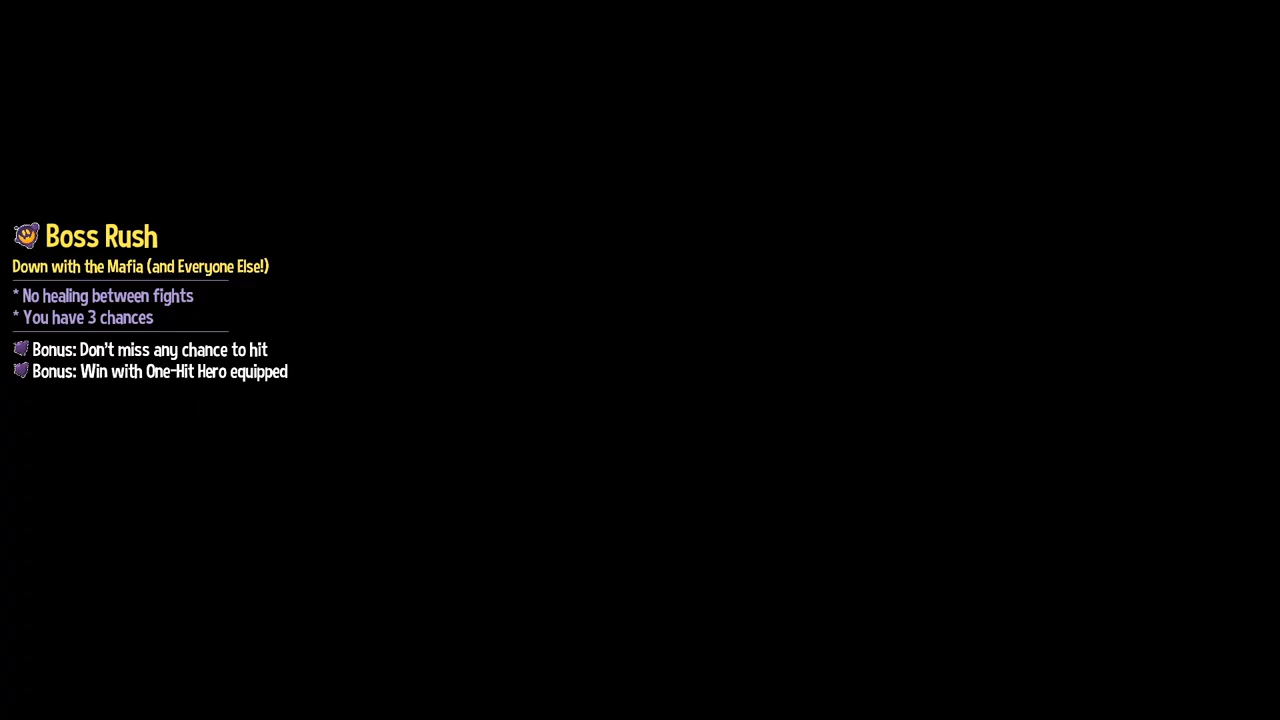 Boss Rush
Down with the Mafia (and Everyone Else!)
* No healing between fights
* You have 3 chances
Bonus: Don't miss any chance to hit
Bonus: Win with One-Hit Hero equipped